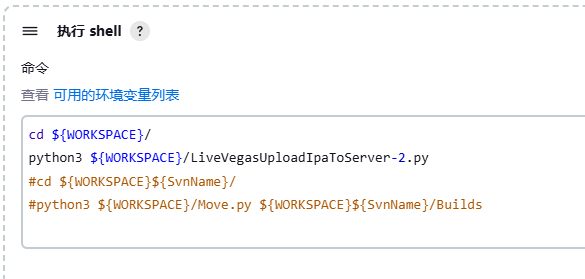 执行 shell ?
命令
查看 可用的环境变量列表
cd ${WORKSPACE}/
python3 ${WORKSPACE}/LiveVegasUploadIpaToServer-2.py
#cd ${WORKSPACE}${SvnName}/
#python3 ${WORKSPACE}/Move.py ${WORKSPACE}${SvnName}/Builds